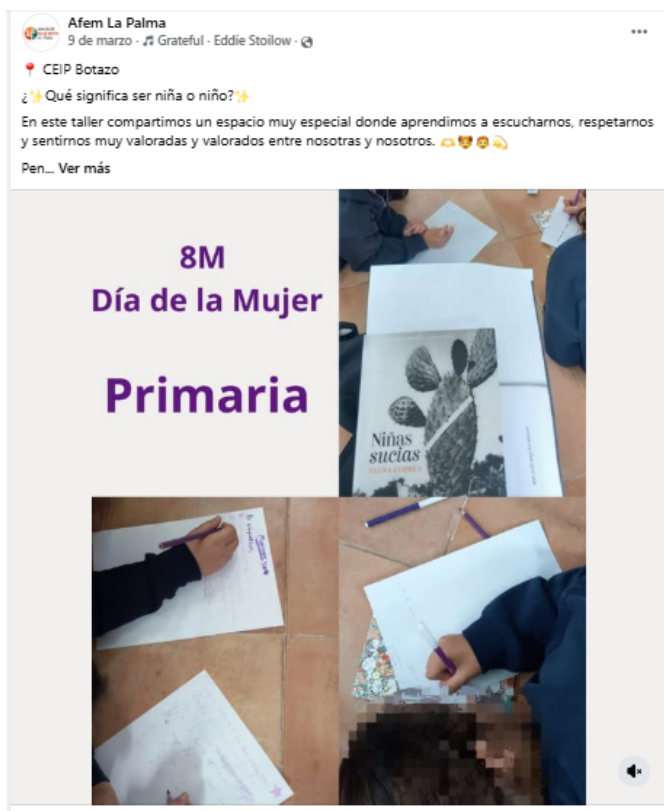 Afem La Palma
9 de marzo · 🎵 Grateful · Eddie Stoilow ·
📍 CEIP Botazo
¿✨Qué significa ser niña o niño?✨
En este taller compartimos un espacio muy especial donde aprendimos a escucharnos, respetarnos
y sentirnos muy valoradas y valorados entre nosotras y nosotros. 🫶👧👦💫
Pen... Ver más
8M
Día de la Mujer
Primaria
Niñas
sucias